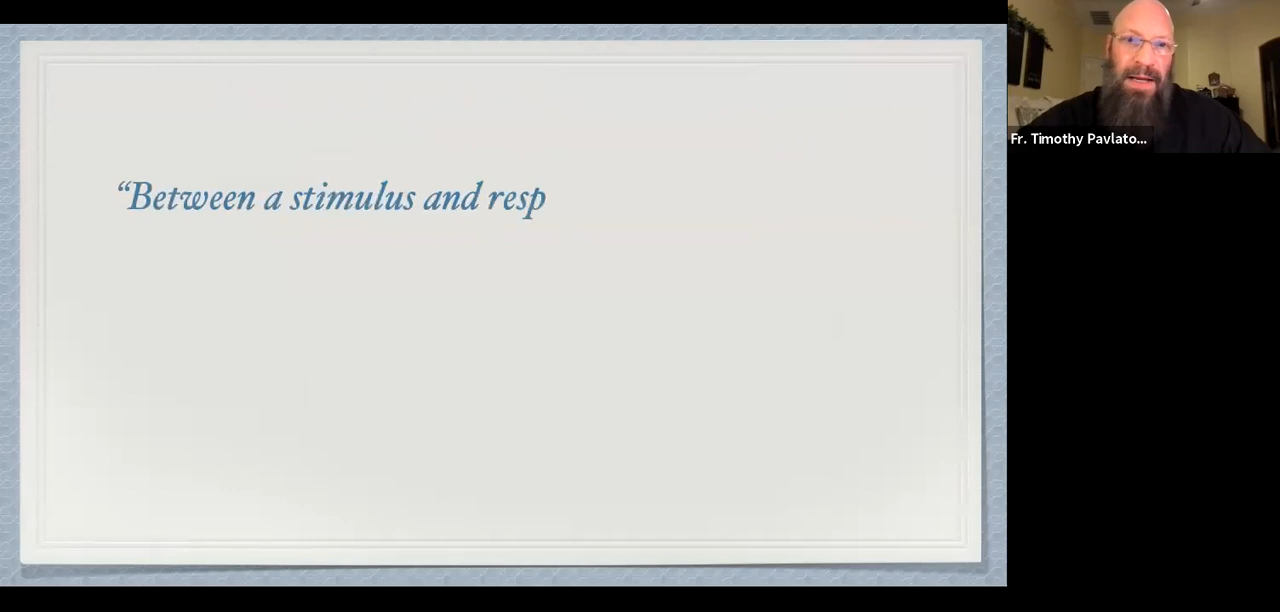 “Between a stimulus and resp
Fr. Timothy Pavlato...